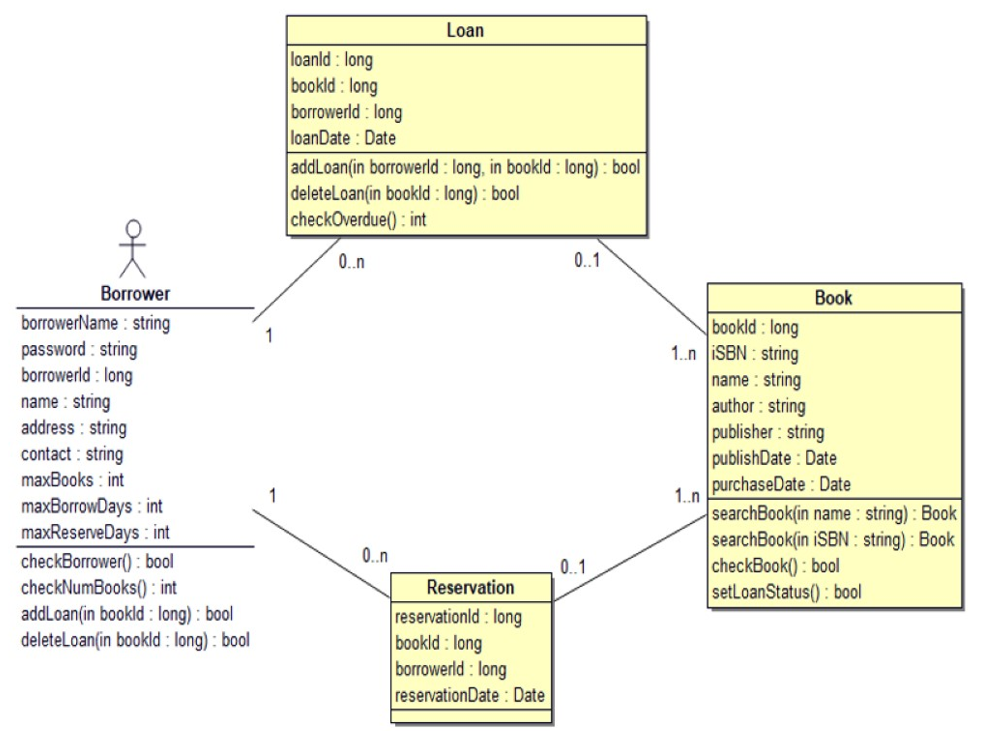 Loan
loanId : long
bookId : long
borrowerId : long
loanDate : Date
addLoan(in borrowerId : long, in bookId : long) : bool
deleteLoan(in bookId : long) : bool
checkOverdue() : int
0..n
0..1
1
1..n
Borrower
borrowerName : string
password : string
borrowerId : long
name : string
address : string
contact : string
maxBooks : int
maxBorrowDays : int
maxReserveDays : int
checkBorrower() : bool
checkNumBooks() : int
addLoan(in bookId : long) : bool
deleteLoan(in bookId : long) : bool
Book
bookId : long
iSBN : string
name : string
author : string
publisher : string
publishDate : Date
purchaseDate : Date
searchBook(in name : string) : Book
searchBook(in iSBN : string) : Book
checkBook() : bool
setLoanStatus() : bool
1
1..n
0..n
0..1
Reservation
reservationId : long
bookId : long
borrowerId : long
reservationDate : Date